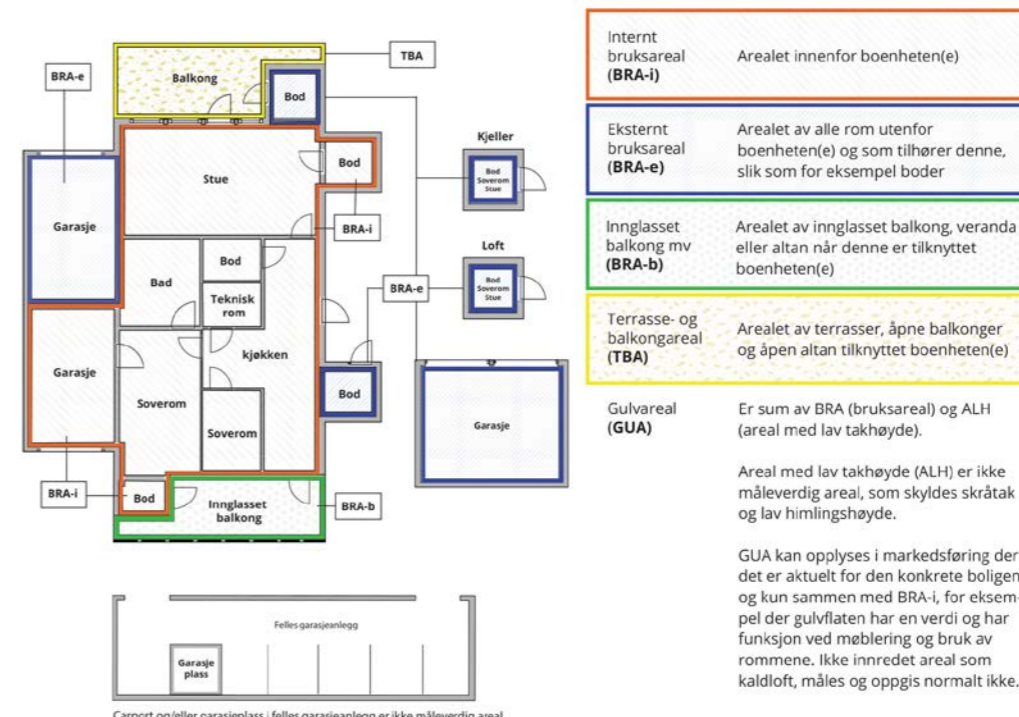 TBA
BRA-e
Balkong
Bod
Kjeller
Bod
Soverom
Stue
Stue
Bod
BRA-i
Garasje
Loft
Bod
Soverom
Stue
BRA-e
Bod
Bad
Teknisk
rom
kjøkken
Garasje
Soverom
Soverom
Bod
Garasje
BRA-i
Bod
Innglasset
balkong
BRA-b
Felles garasjeanlegg
Garasje
plass
Carport og/eller garasjeplass i felles garasjeanlegg er ikke måleverdig areal
Internt
bruksareal
(BRA-i)
Arealet innenfor boenheten(e)
Eksternt
bruksareal
(BRA-e)
Arealet av alle rom utenfor
boenheten(e) og som tilhører denne,
slik som for eksempel boder
Innglasset
balkong mv
(BRA-b)
Arealet av innglasset balkong, veranda
eller altan når denne er tilknyttet
boenheten(e)
Terrasse- og
balkongareal
(TBA)
Arealet av terrasser, åpne balkonger
og åpen altan tilknyttet boenheten(e)
Gulvareal
(GUA)
Er sum av BRA (bruksareal) og ALH
(areal med lav takhøyde).
Areal med lav takhøyde (ALH) er ikke
måleverdig areal, som skyldes skråtak
og lav himlingshøyde.
GUA kan opplyses i markedsføring der
det er aktuelt for den konkrete boligen
og kun sammen med BRA-i, for eksem-
pel der gulvflaten har en verdi og har
funksjon ved møblering og bruk av
rommene. Ikke innredet areal som
kaldloft, måles og oppgis normalt ikke.